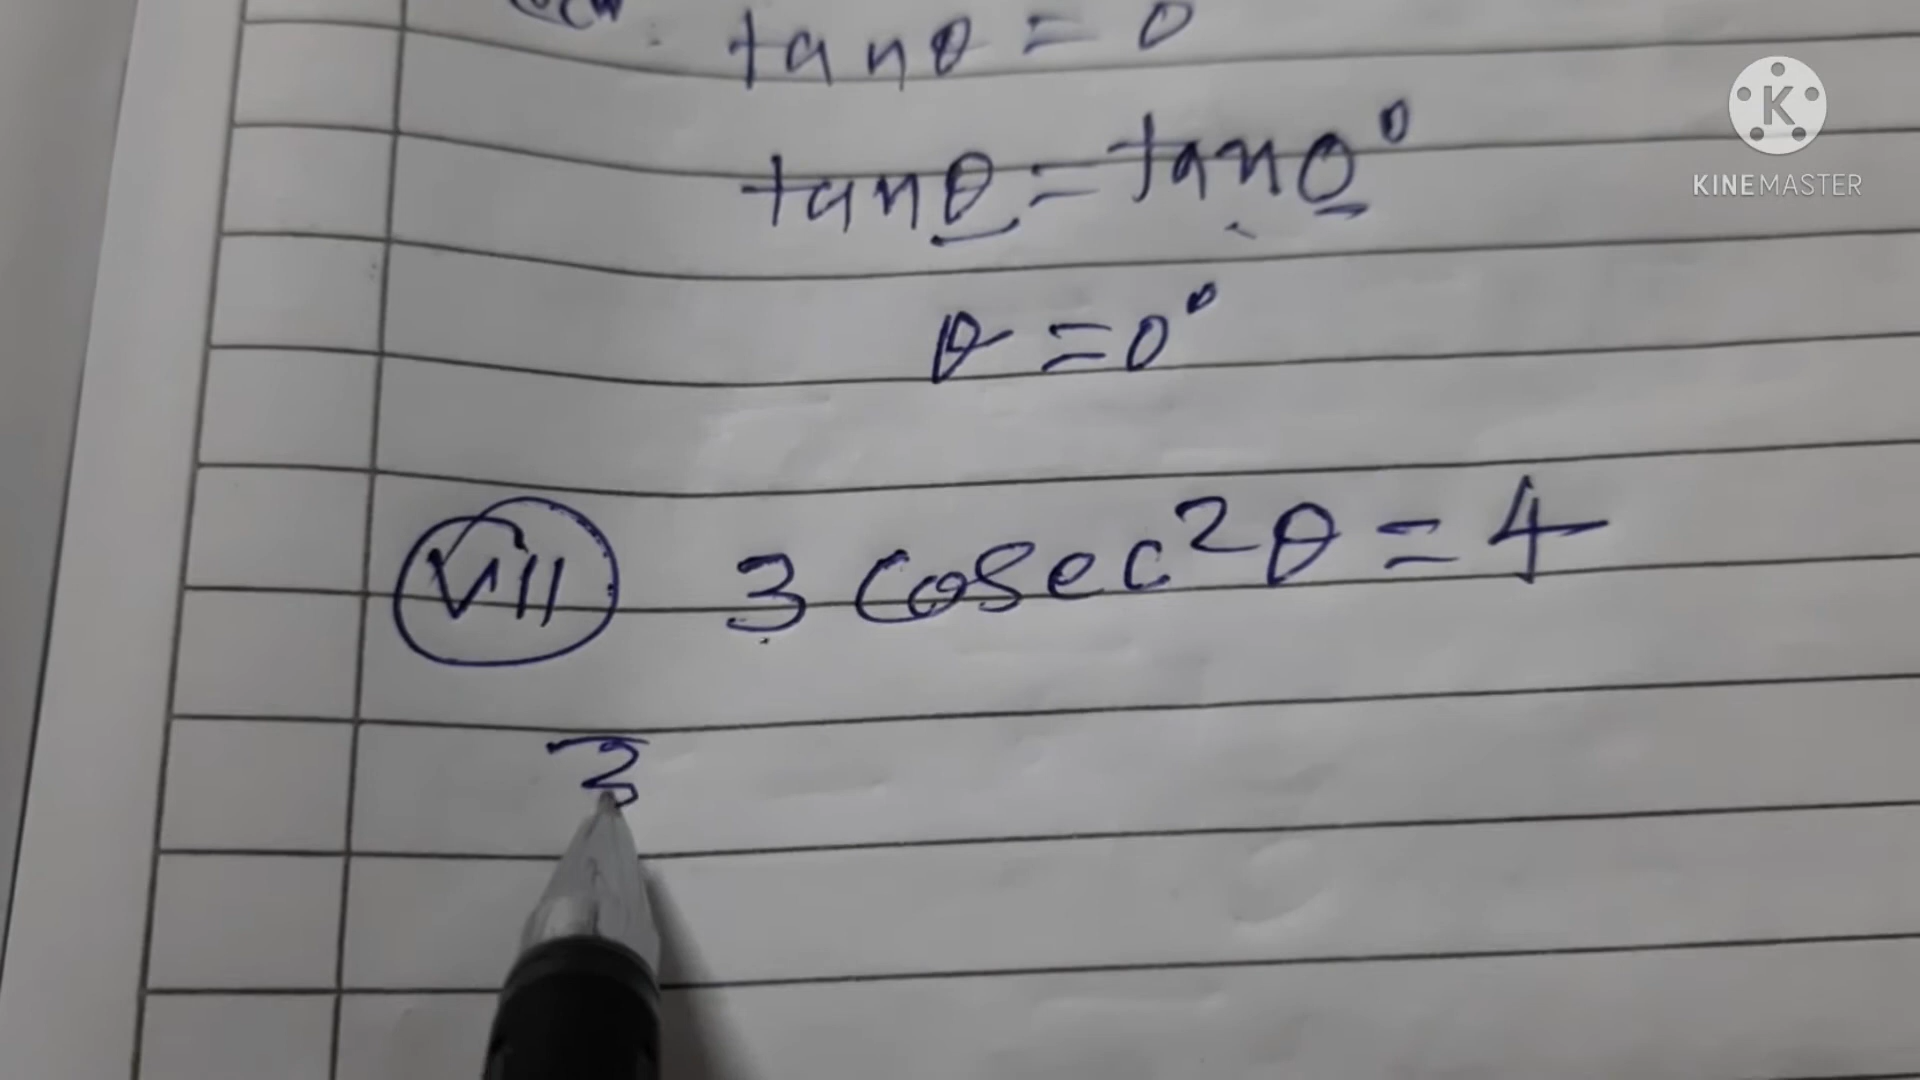 tanθ = 0
tanθ = tan0°
θ = 0°
VII 3 cosec²θ = 4
3
KINEMASTER